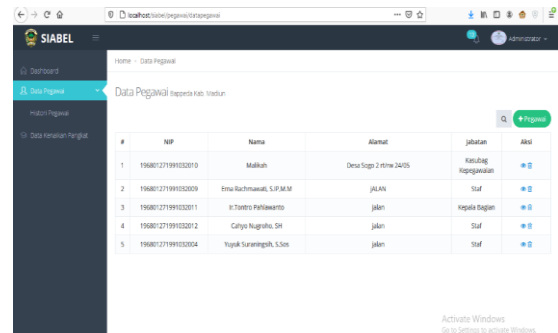 localhost/siabel/pegawai/datapegawai
SIABEL
Administrator
Home - Data Pegawai
Dashboard
Data Pegawai
Histori Pegawai
Data Kenaikan Pangkat
Data Pegawai Bappeda Kab. Madiun
+Pegawai
# NIP Nama Alamat Jabatan Aksi
1 196801271991032010 Malikah Desa Sogo 2 rt/rw 24/05 Kasubag Kepegawaian
2 196801271991032009 Erna Rachmawati, S.IP,M.M JALAN Staf
3 196801271991032011 Ir.Tontro Pahlawanto jalan Kepala Bagian
4 196801271991032012 Cahyo Nugroho, SH jalan Staf
5 196801271991032004 Yuyuk Suraningsih, S.Sos jalan Staf
Activate Windows
Go to Settings to activate Windows.